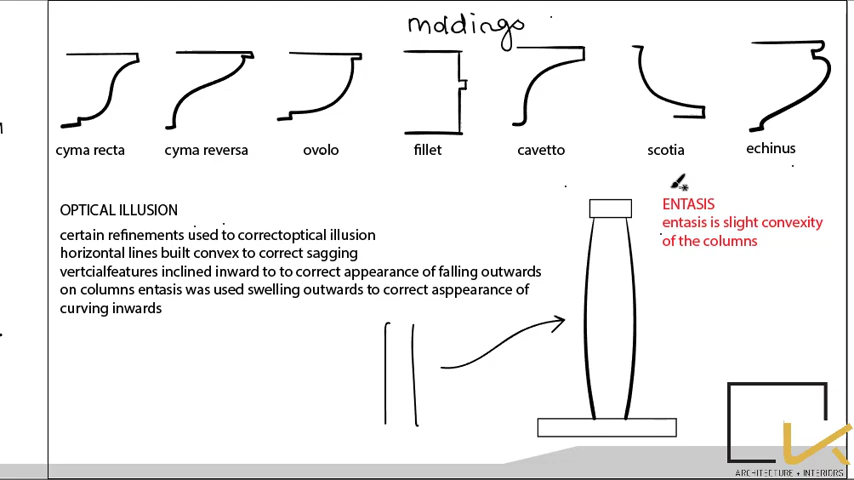 moldings
cyma recta cyma reversa ovolo fillet cavetto scotia echinus
OPTICAL ILLUSION
certain refinements used to correctoptical illusion
horizontal lines built convex to correct sagging
vertcialfeatures inclined inward to to correct appearance of falling outwards
on columns entasis was used swelling outwards to correct asppearance of
curving inwards
ENTASIS
entasis is slight convexity
of the columns
ARCHITECTURE + INTERIORS